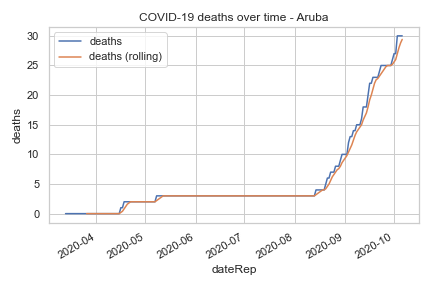 COVID-19 deaths over time - Aruba
deaths
deaths (rolling)
30
25
20
15
10
5
0
deaths
2020-04
2020-05
2020-06
2020-07
2020-08
2020-09
2020-10
dateRep